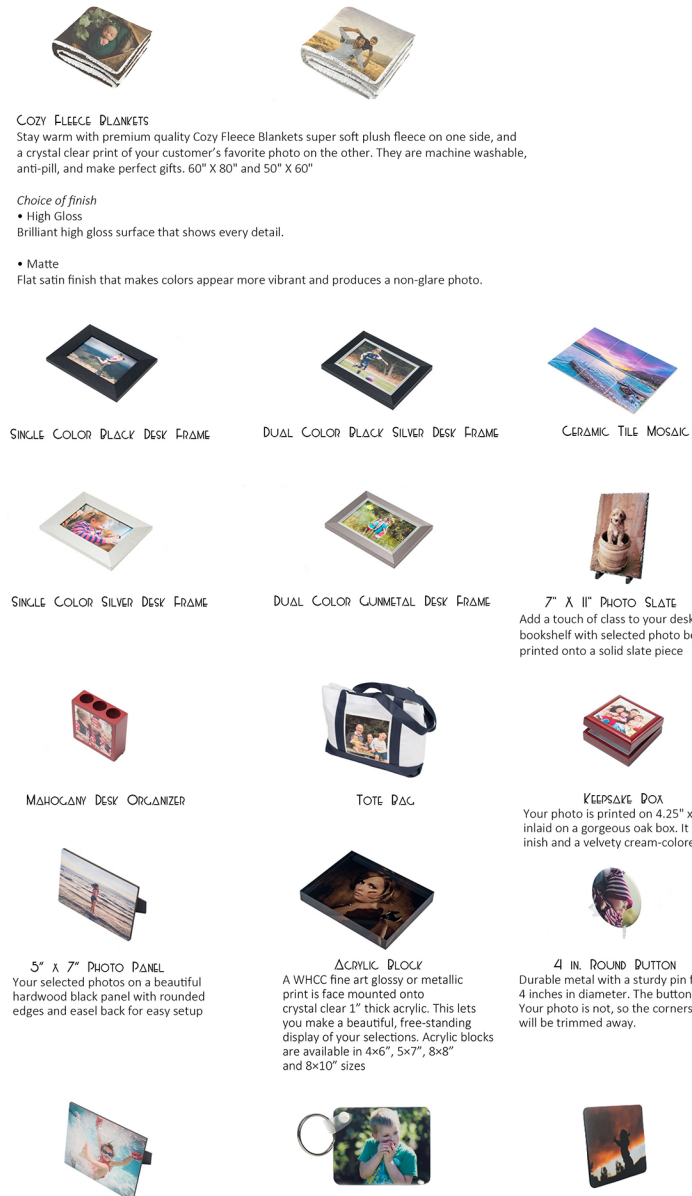 Cozy Fleece Blankets
Stay warm with premium quality Cozy Fleece Blankets super soft plush fleece on one side, and
a crystal clear print of your customer’s favorite photo on the other. They are machine washable,
anti-pill, and make perfect gifts. 60" X 80" and 50" X 60"
Choice of finish
• High Gloss
Brilliant high gloss surface that shows every detail.
• Matte
Flat satin finish that makes colors appear more vibrant and produces a non-glare photo.
Single Color Black Desk Frame
Dual Color Black Silver Desk Frame
Ceramic Tile Mosaic
Single Color Silver Desk Frame
Dual Color Gunmetal Desk Frame
7" X 11" Photo Slate
Add a touch of class to your desk
bookshelf with selected photo be
printed onto a solid slate piece
Mahogany Desk Organizer
Tote Bag
Keepsake Box
Your photo is printed on 4.25" x
inlaid on a gorgeous oak box. It
inish and a velvety cream-colore
5” x 7” Photo Panel
Your selected photos on a beautiful
hardwood black panel with rounded
edges and easel back for easy setup
Acrylic Block
A WHCC fine art glossy or metallic
print is face mounted onto
crystal clear 1” thick acrylic. This lets
you make a beautiful, free-standing
display of your selections. Acrylic blocks
are available in 4×6”, 5×7”, 8×8”
and 8×10” sizes
4 in. Round Button
Durable metal with a sturdy pin f
4 inches in diameter. The button
Your photo is not, so the corners
will be trimmed away.